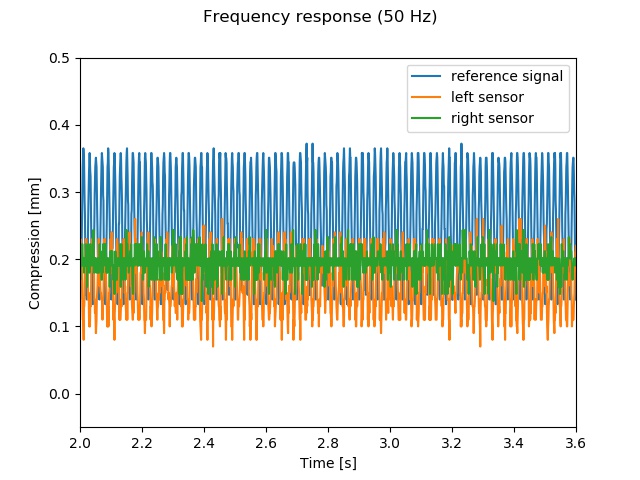 Frequency response (50 Hz)
0.5
reference signal
left sensor
right sensor
0.4
0.3
0.2
0.1
0.0
Compression [mm]
2.0 2.2 2.4 2.6 2.8 3.0 3.2 3.4 3.6
Time [s]